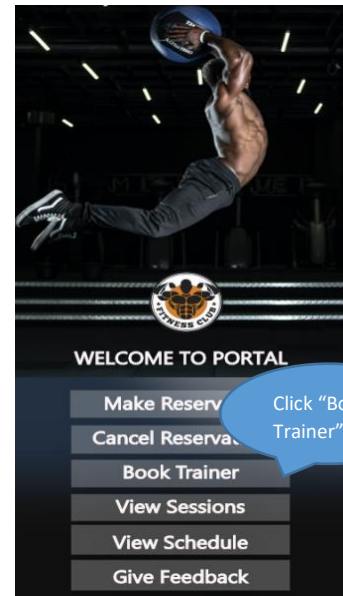 FITNESS CLUB
WELCOME TO PORTAL
Make Reserv
Click “Bo
Cancel Reservat
Trainer”
Book Trainer
View Sessions
View Schedule
Give Feedback